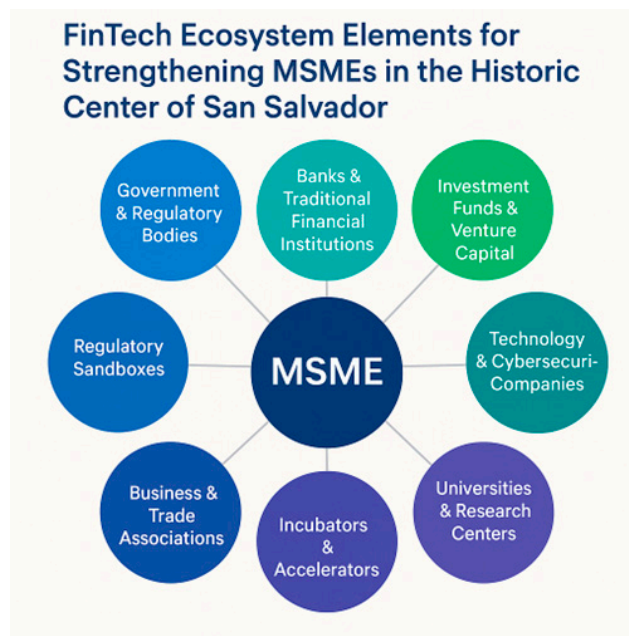 FinTech Ecosystem Elements for
Strengthening MSMEs in the Historic
Center of San Salvador
Government
& Regulatory
Bodies
Banks &
Traditional
Financial
Institutions
Investment
Funds &
Venture
Capital
Regulatory
Sandboxes
MSME
Technology
& Cybersecuri-
Companies
Business &
Trade
Associations
Incubators
&
Accelerators
Universities
& Research
Centers